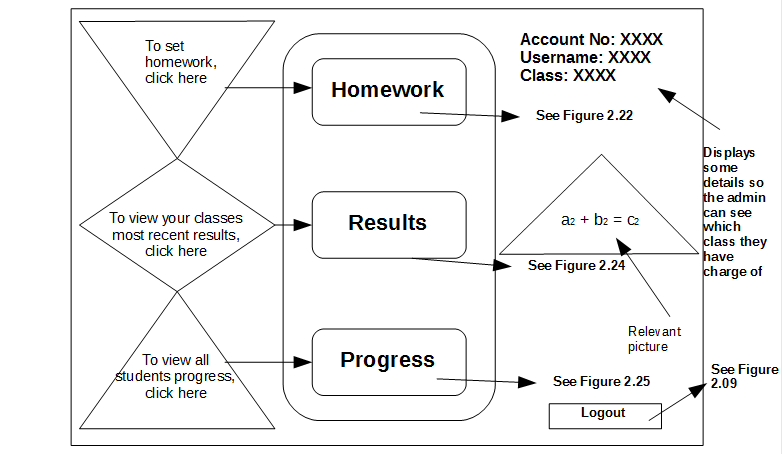 To set
homework,
click here
Homework
Account No: XXXX
Username: XXXX
Class: XXXX
See Figure 2.22
Displays
some
details so
the admin
can see
which
class they
have
charge of
To view your classes
most recent results,
click here
Results
a2 + b2 = c2
See Figure 2.24
Relevant
picture
To view all
students progress,
click here
Progress
See Figure 2.25
See Figure
2.09
Logout